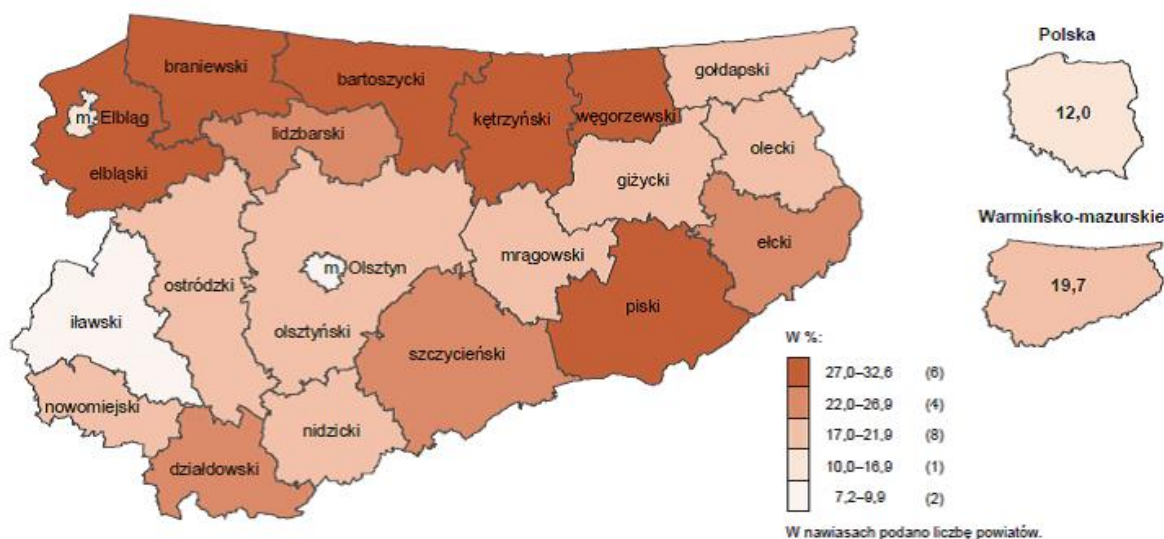 Polska
12,0
Warmińsko-mazurskie
19,7
braniewski
bartoszycki
gołdapski
kętrzyński
węgorzewski
m. Elbląg
lidzbarski
olecki
elbląski
giżycki
ełcki
mrągowski
m. Olsztyn
ostródzki
iławski
piski
olsztyński
szczycieński
nowomiejski
nidzicki
działdowski
W %:
27,0–32,6 (6)
22,0–26,9 (4)
17,0–21,9 (8)
10,0–16,9 (1)
7,2–9,9 (2)
W nawiasach podano liczbę powiatów.